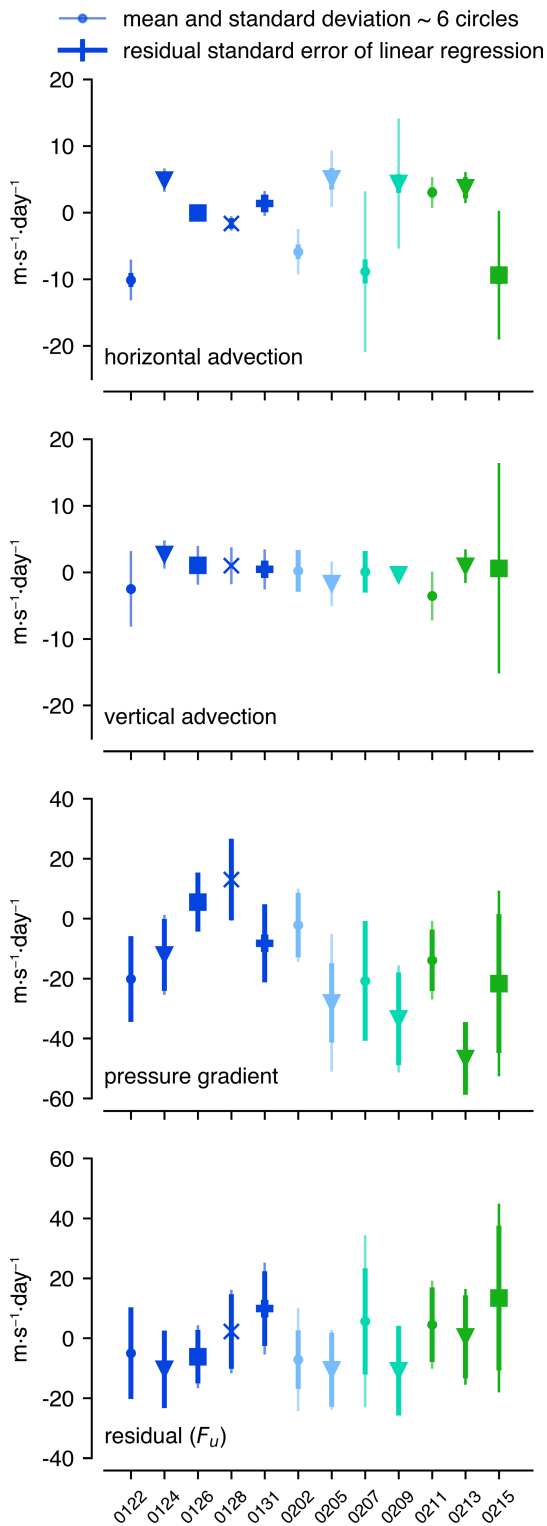 mean and standard deviation ~ 6 circles
residual standard error of linear regression
20
10
0
-10
-20
m·s⁻¹·day⁻¹
horizontal advection
20
10
0
-10
-20
m·s⁻¹·day⁻¹
vertical advection
40
20
0
-20
-40
-60
m·s⁻¹·day⁻¹
pressure gradient
60
40
20
0
-20
-40
m·s⁻¹·day⁻¹
residual (Fᵤ)
0122 0124 0126 0128 0131 0202 0205 0207 0209 0211 0213 0215